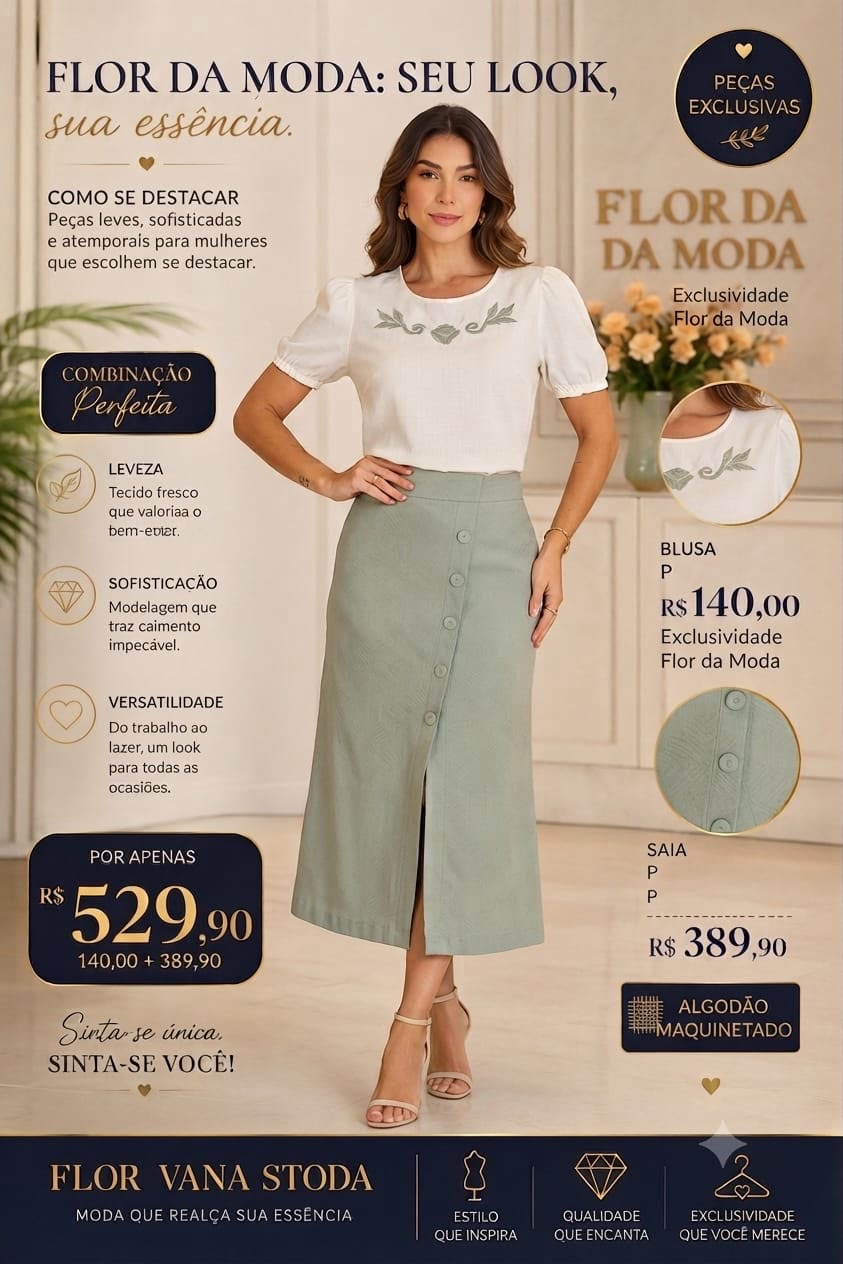 FLOR DA MODA: SEU LOOK,
sua essência.
PEÇAS
EXCLUSIVAS
COMO SE DESTACAR
Peças leves, sofisticadas
e atemporais para mulheres
que escolhem se destacar.
FLOR DA
DA MODA
Exclusividade
Flor da Moda
COMBINAÇÃO
Perfeita
LEVEZA
Tecido fresco
que valoriaa o
SOFISTICAÇÃO
Modelagem que
traz caimento
impecável.
VERSATILIDADE
Do trabalho ao
lazer, um look
para todas as
ocasiões.
BLUSA
P
R$ 140,00
Exclusividade
Flor da Moda
SAIA
P
P
R$ 389,90
ALGODÃO
MAQUINETADO
POR APENAS
R$ 529,90
140,00 + 389,90
Sinta-se única.
SINTA-SE VOCÊ!
FLOR VANA STODA
MODA QUE REALÇA SUA ESSÊNCIA
ESTILO
QUE INSPIRA
QUALIDADE
QUE ENCANTA
EXCLUSIVIDADE
QUE VOCÊ MERECE